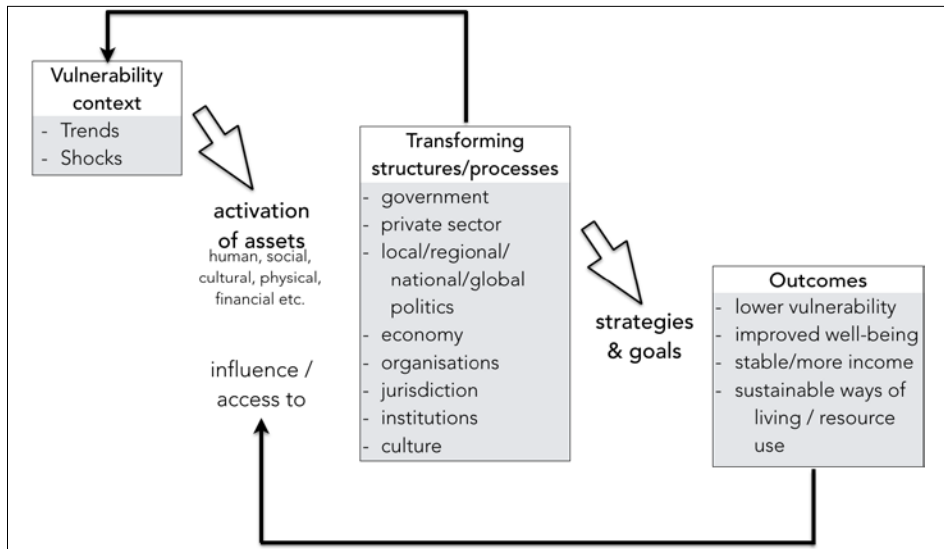 Vulnerability
context
- Trends
- Shocks
activation
of assets
human, social,
cultural, physical,
financial etc.
influence /
access to
Transforming
structures/processes
- government
- private sector
- local/regional/
national/global
politics
- economy
- organisations
- jurisdiction
- institutions
- culture
strategies
& goals
Outcomes
- lower vulnerability
- improved well-being
- stable/more income
- sustainable ways of
living / resource
use